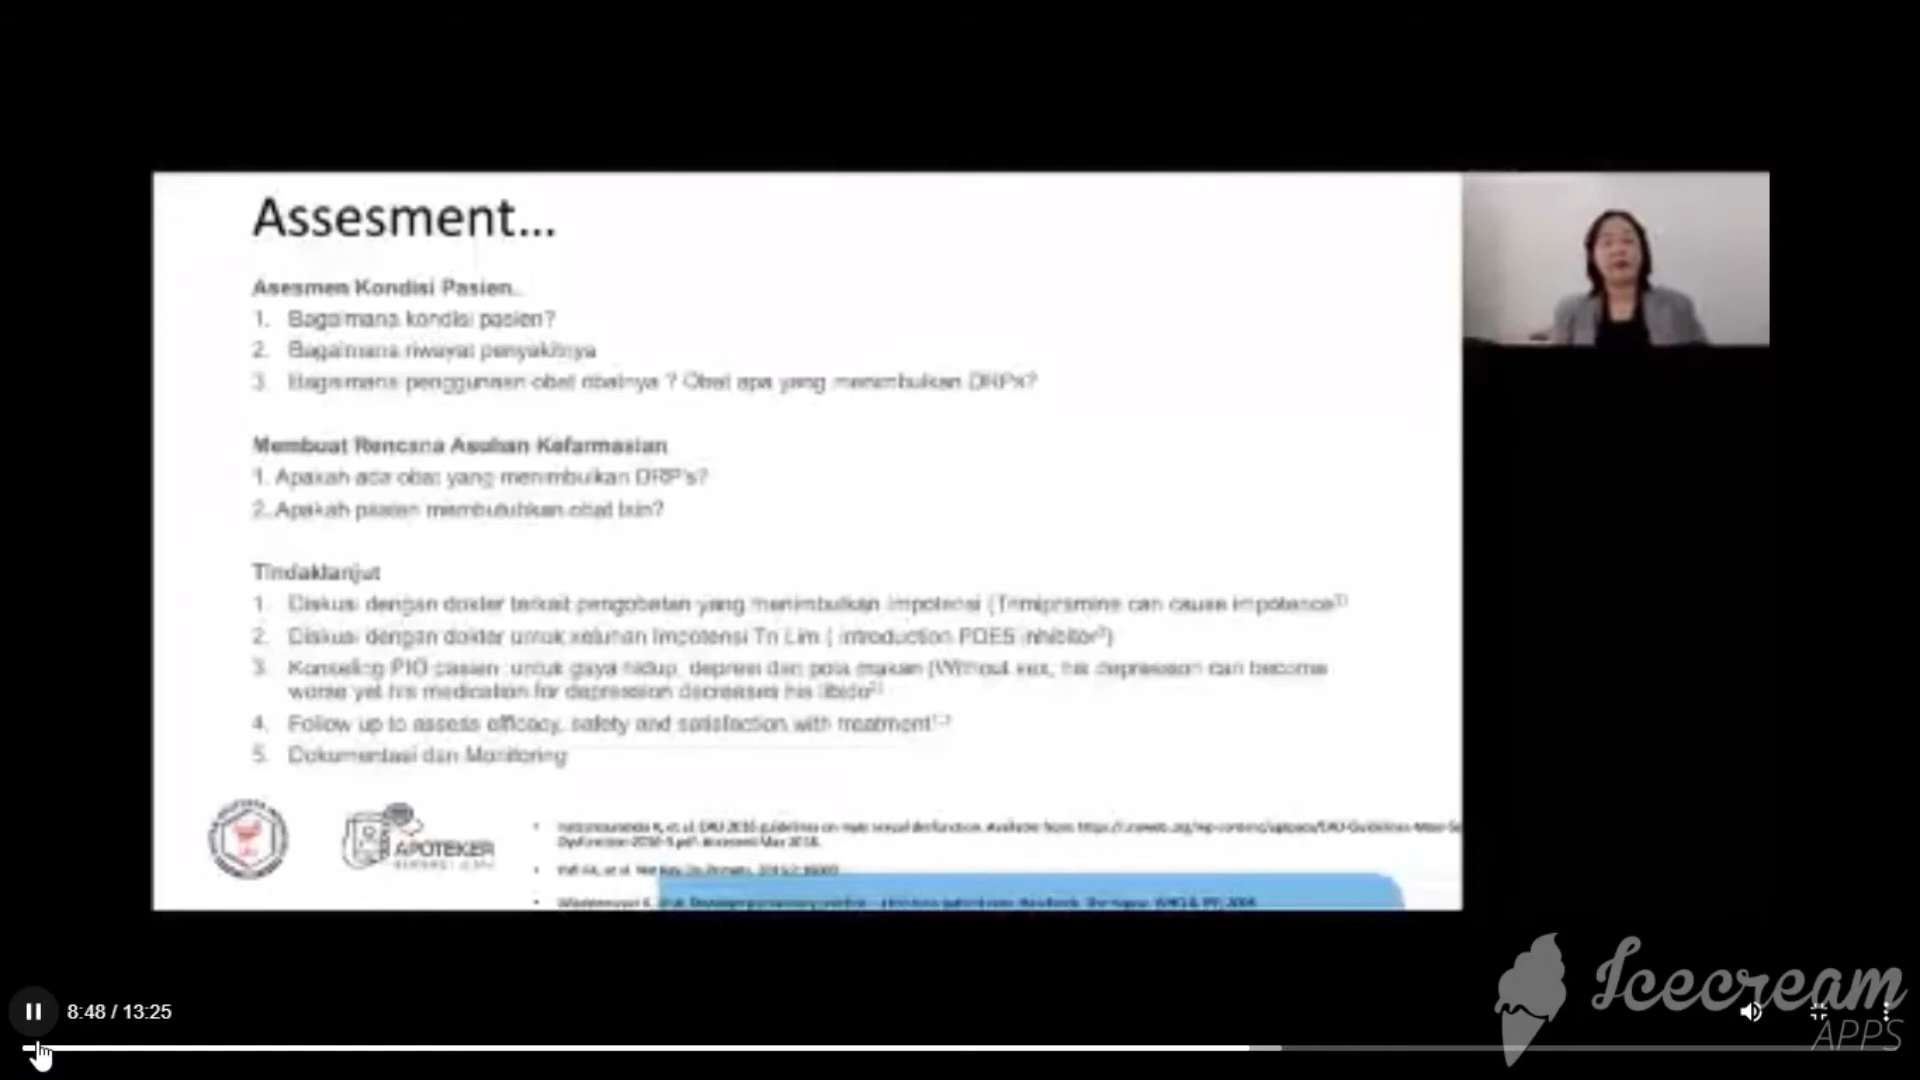 Assesment...
Asesmen Kondisi Pasien..
1. Bagaimana kondisi pasien?
2. Bagaimana riwayat penyakitnya
3. Bagaimana penggunaan obat obatnya ? Obat apa yang menimbulkan DRPs?
Membuat Rencana Asuhan Kefarmasian
1. Apakah ada obat yang menimbulkan DRP's?
2. Apakah pasien membutuhkan obat lain?
Tindaklanjut
1. Diskusi dengan dokter terkait pengobatan yang menimbulkan impotensi (Trimipramine can cause impotence
2. Diskusi dengan dokter untuk keluhan Impotensi Tn Lim ( introduction PDE5 inhibitor
3. Konseling PIO pasien untuk gaya hidup, depresi dan pola makan (Without sex, his depression can become
worse yet his medication for depression decreases his libido
4. Follow up to assess efficacy, safety and satisfaction with treatment
5. Dokumentasi dan Monitoring
APOTEKER
8:48 / 13:25
Icecream
APPS